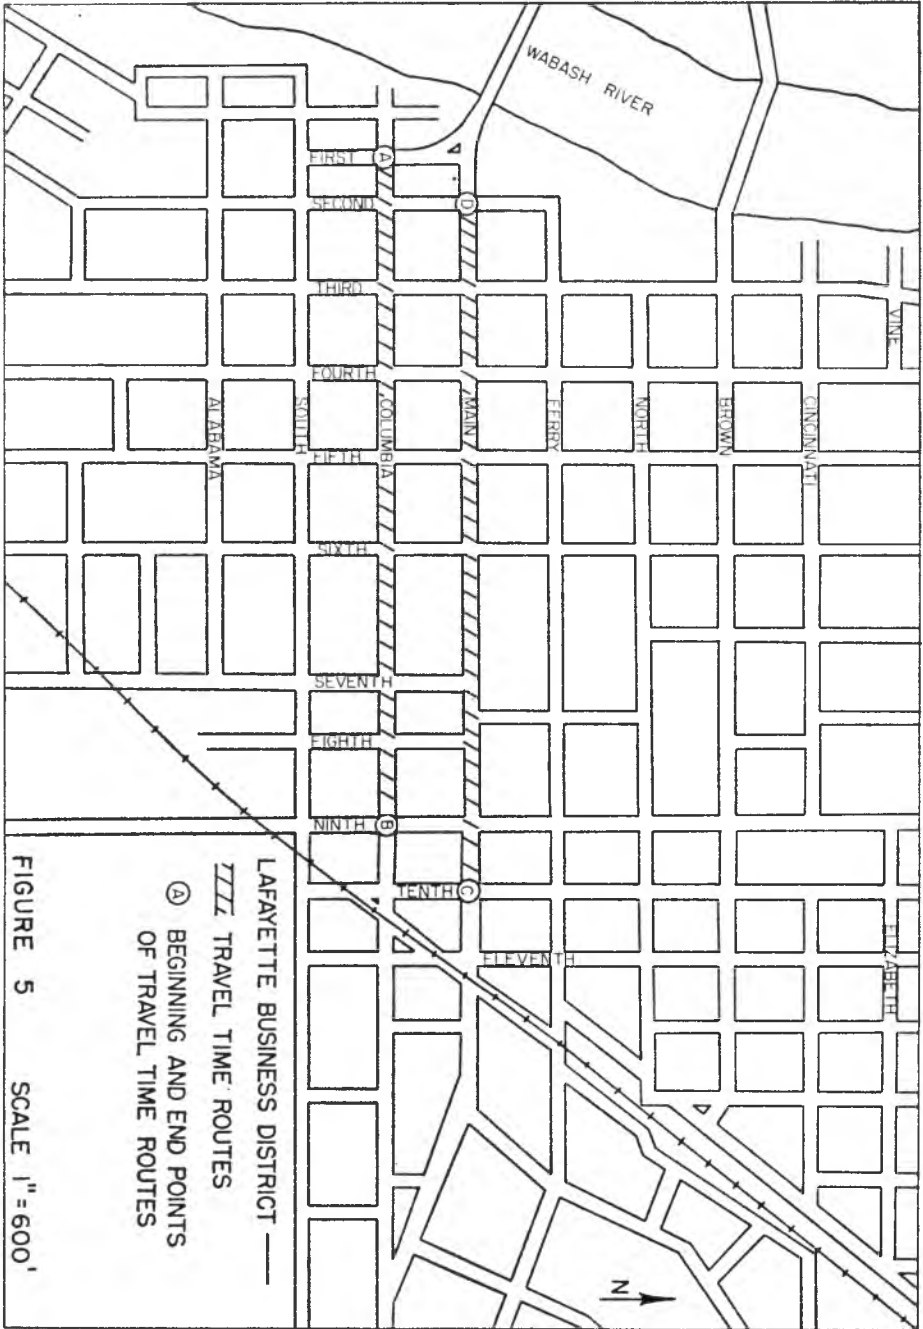 WABASH RIVER
FIRST
A
SECOND
D
THIRD
VINE
FOURTH
ALABAMA
SOUTH
COLUMBIA
MAIN
FERRY
NORTH
BROWN
CINCINNATI
FIFTH
SIXTH
SEVENTH
EIGHTH
NINTH
B
TENTH
C
ELEVENTH
ELIZABETH
LAFAYETTE BUSINESS DISTRICT
TRAVEL TIME ROUTES
A BEGINNING AND END POINTS
OF TRAVEL TIME ROUTES
N
FIGURE 5 SCALE 1"=600'